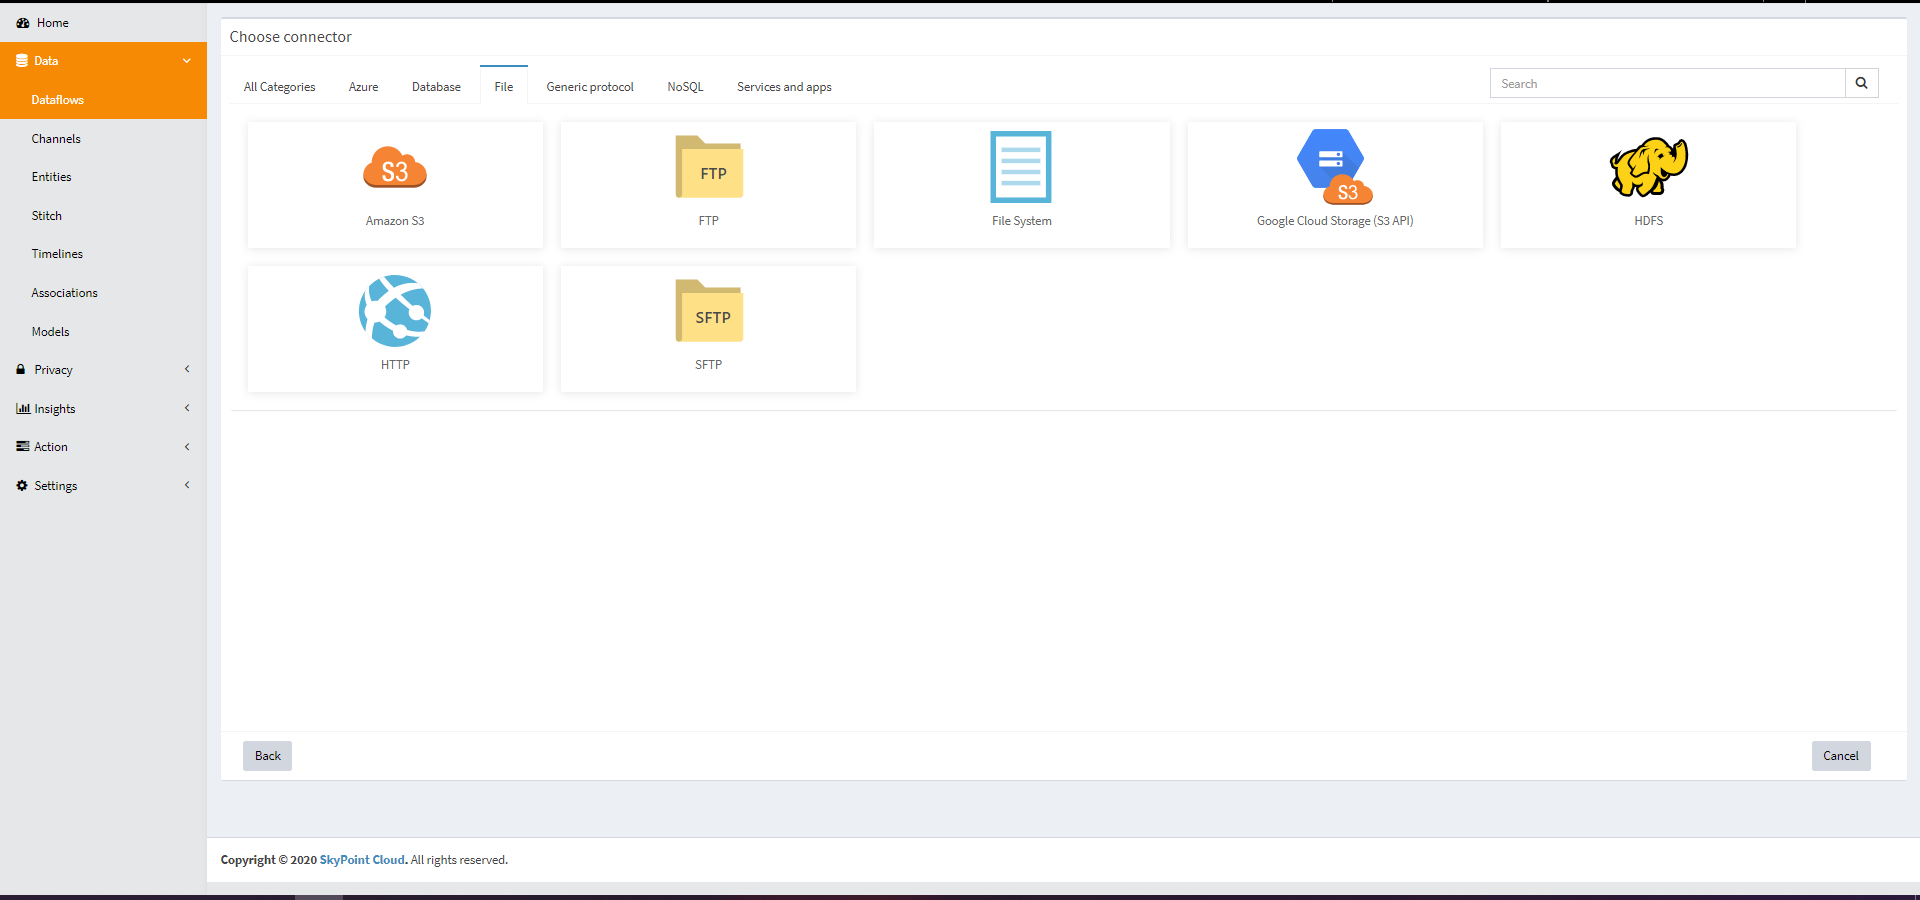 Home
Data
Dataflows
Channels
Entities
Stitch
Timelines
Associations
Models
Privacy
Insights
Action
Settings
Choose connector
All Categories Azure Database File Generic protocol NoSQL Services and apps
Search
S3
Amazon S3
FTP
FTP
File System
S3
Google Cloud Storage (S3 API)
HDFS
HTTP
SFTP
SFTP
Back
Cancel
Copyright © 2020 SkyPoint Cloud. All rights reserved.